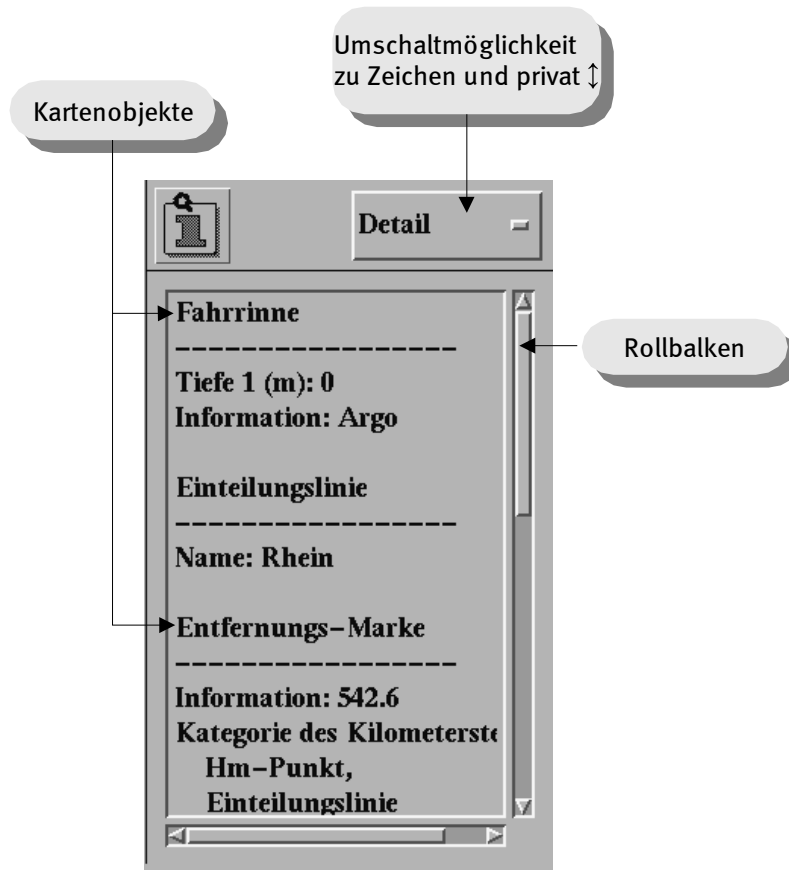 Umschaltmöglichkeit
zu Zeichen und privat ↕
Kartenobjekte
Detail
Fahrrinne
------------------
Tiefe 1 (m): 0
Information: Argo
Einteilungslinie
------------------
Name: Rhein
Rollbalken
Entfernungs-Marke
------------------
Information: 542.6
Kategorie des Kilometerste
Hm-Punkt,
Einteilungslinie